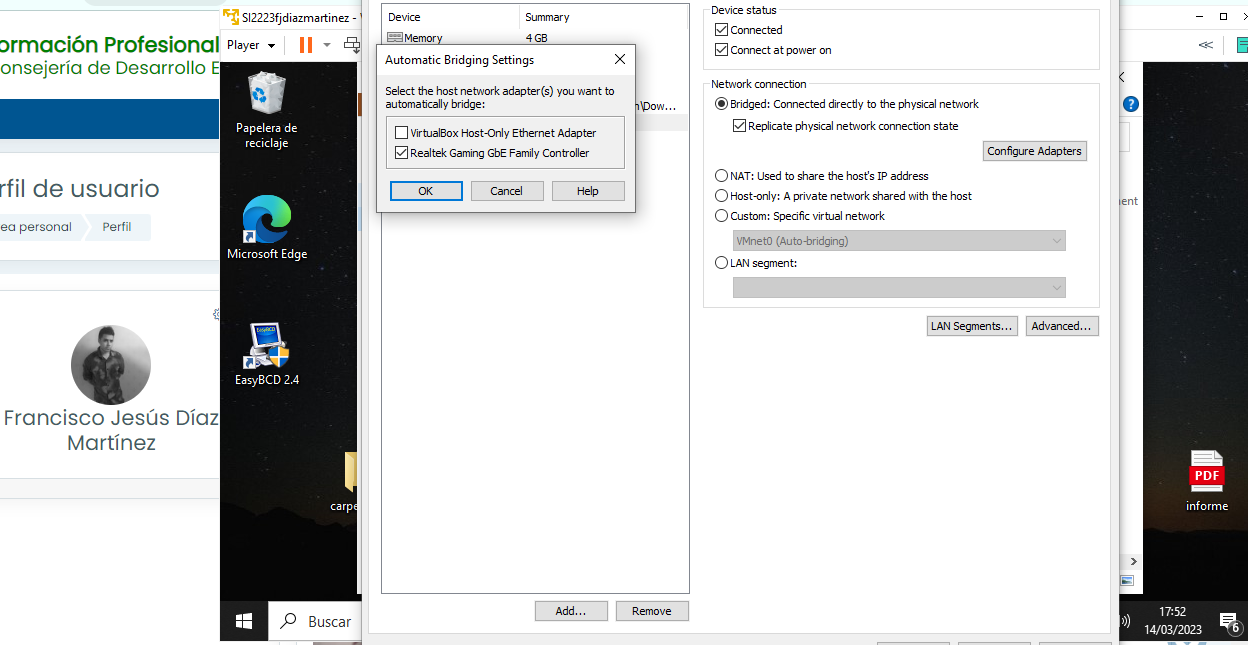 ormación Profesional
onsejería de Desarrollo E
rfil de usuario
ea personal
Perfil
Francisco Jesús Díaz
Martínez
SI2223fjdiazmartinez -
Player
Papelera de
reciclaje
Microsoft Edge
EasyBCD 2.4
carpe
Buscar
Device
Summary
Memory
4 GB
\Dow...
Automatic Bridging Settings
Select the host network adapter(s) you want to
automatically bridge:
VirtualBox Host-Only Ethernet Adapter
Realtek Gaming GbE Family Controller
OK
Cancel
Help
Add...
Remove
Device status
Connected
Connect at power on
Network connection
Bridged: Connected directly to the physical network
Replicate physical network connection state
Configure Adapters
NAT: Used to share the host's IP address
Host-only: A private network shared with the host
Custom: Specific virtual network
VMnet0 (Auto-bridging)
LAN segment:
LAN Segments...
Advanced...
ent
PDF
informe
17:52
14/03/2023
6